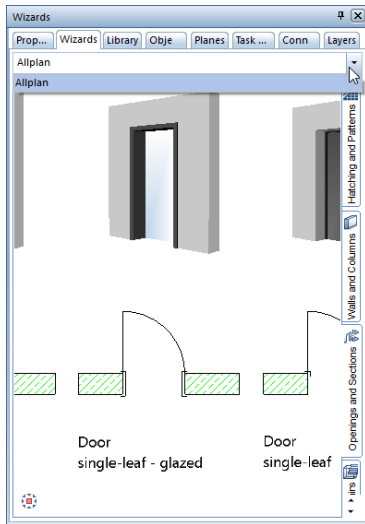 Wizards
Prop... Wizards Library Obje Planes Task ... Conn Layers
Allplan
Allplan
Hatching and Patterns
Walls and Columns
Openings and Sections
Door
single-leaf - glazed
Door
single-leaf